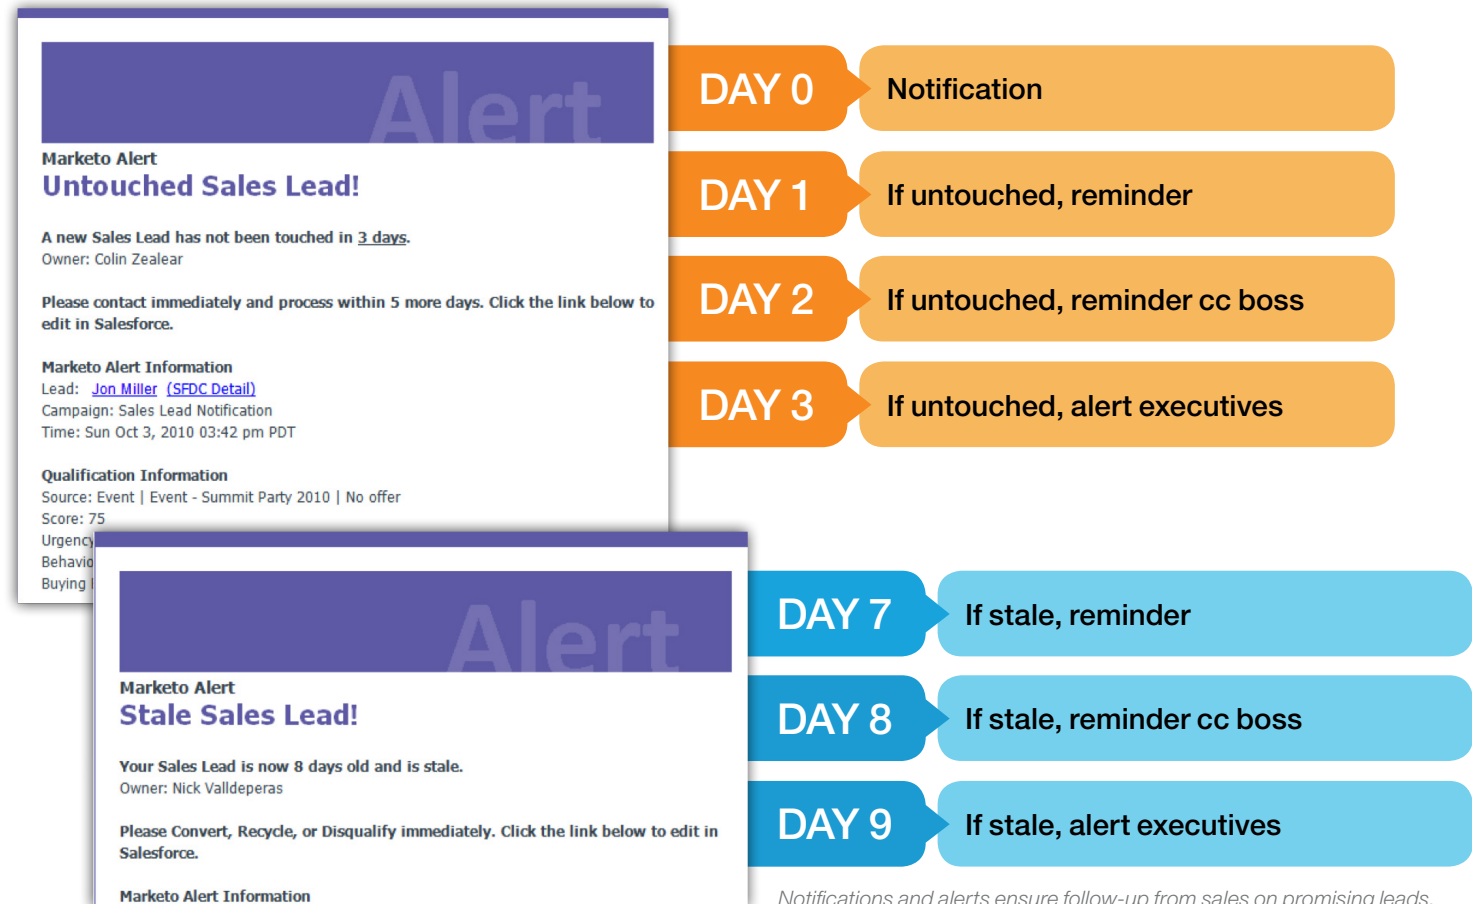 Alert
Marketo Alert
Untouched Sales Lead!
A new Sales Lead has not been touched in 3 days.
Owner: Colin Zealear
Please contact immediately and process within 5 more days. Click the link below to
edit in Salesforce.
Marketo Alert Information
Lead: Jon Miller (SFDC Detail)
Campaign: Sales Lead Notification
Time: Sun Oct 3, 2010 03:42 pm PDT
Qualification Information
Source: Event | Event - Summit Party 2010 | No offer
Score: 75
Urgency
Behavio
Buying
DAY 0
Notification
DAY 1
If untouched, reminder
DAY 2
If untouched, reminder cc boss
DAY 3
If untouched, alert executives
Alert
Marketo Alert
Stale Sales Lead!
Your Sales Lead is now 8 days old and is stale.
Owner: Nick Valldeperas
Please Convert, Recycle, or Disqualify immediately. Click the link below to edit in
Salesforce.
Marketo Alert Information
DAY 7
If stale, reminder
DAY 8
If stale, reminder cc boss
DAY 9
If stale, alert executives
Notifications and alerts ensure follow-up from sales on promising leads.